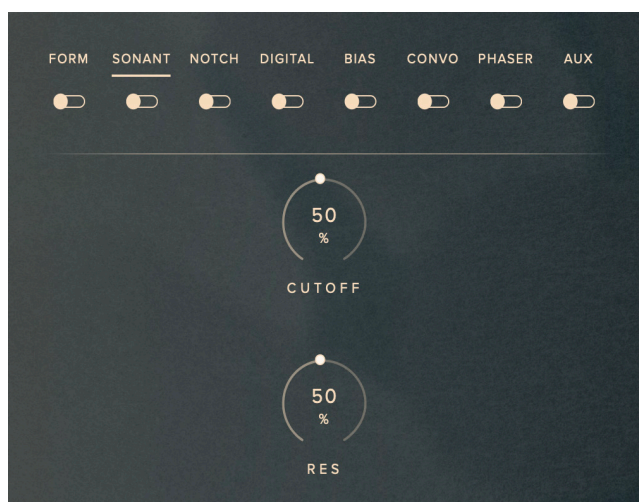 FORM SONANT NOTCH DIGITAL BIAS CONVO PHASER AUX
50
%
CUTOFF
50
%
RES